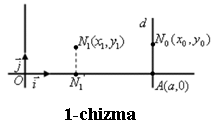 d
N₁(x₁,y₁)
N₀(x₀,y₀)
j
i
N₁
A(a,0)
1-chizma